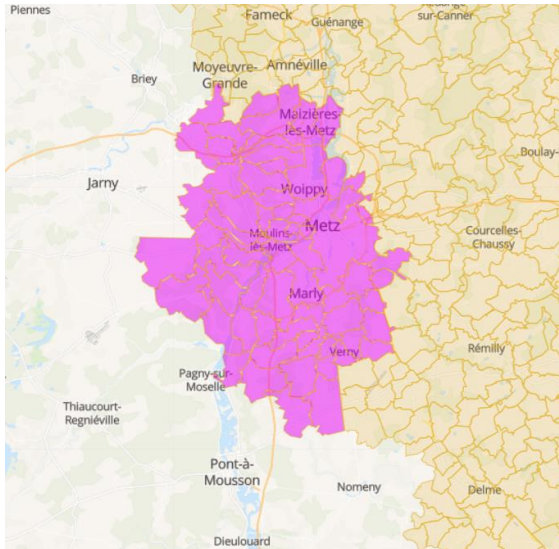 Piennes
Fameck
sur-Canner
Guénange
Briey
Moyeuvre-
Grande
Amnéville
Maizières
-lès-Metz
Boulay-
Jarny
Woippy
Metz
Moulins
-lès-Metz
Courcelles-
Chaussy
Marly
Verny
Rémilly
Pagny-sur-
Moselle
Thiaucourt-
Regniéville
Pont-à-
Mousson
Nomeny
Delme
Dieulouard